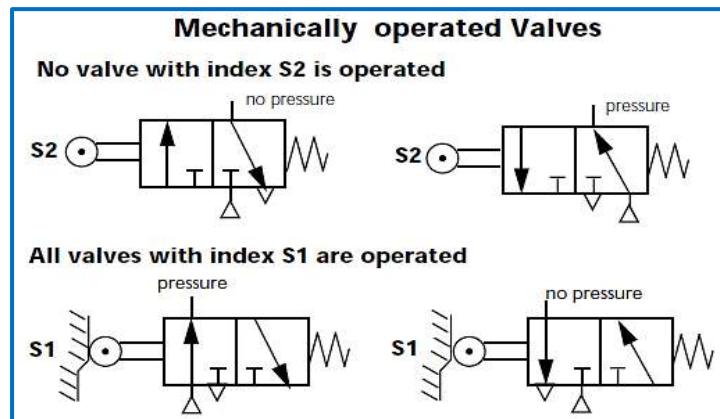 Mechanically operated Valves
No valve with index S2 is operated
no pressure
pressure
S2
S2
All valves with index S1 are operated
pressure
no pressure
S1
S1